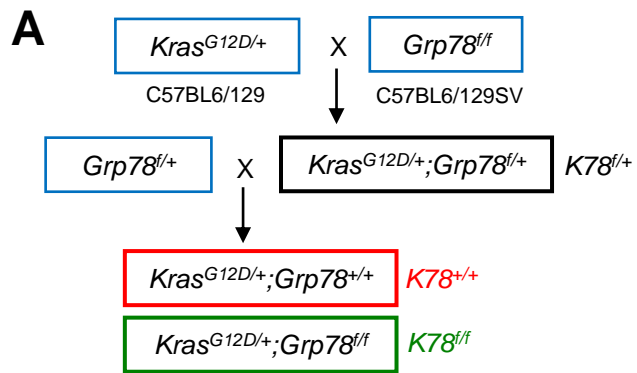 A
Kras^G12D/+ X Grp78^f/f
C57BL6/129 C57BL6/129SV
Grp78^f/+ X Kras^G12D/+;Grp78^f/+ K78^f/+
Kras^G12D/+;Grp78^+/+ K78^+/+
Kras^G12D/+;Grp78^f/f K78^f/f